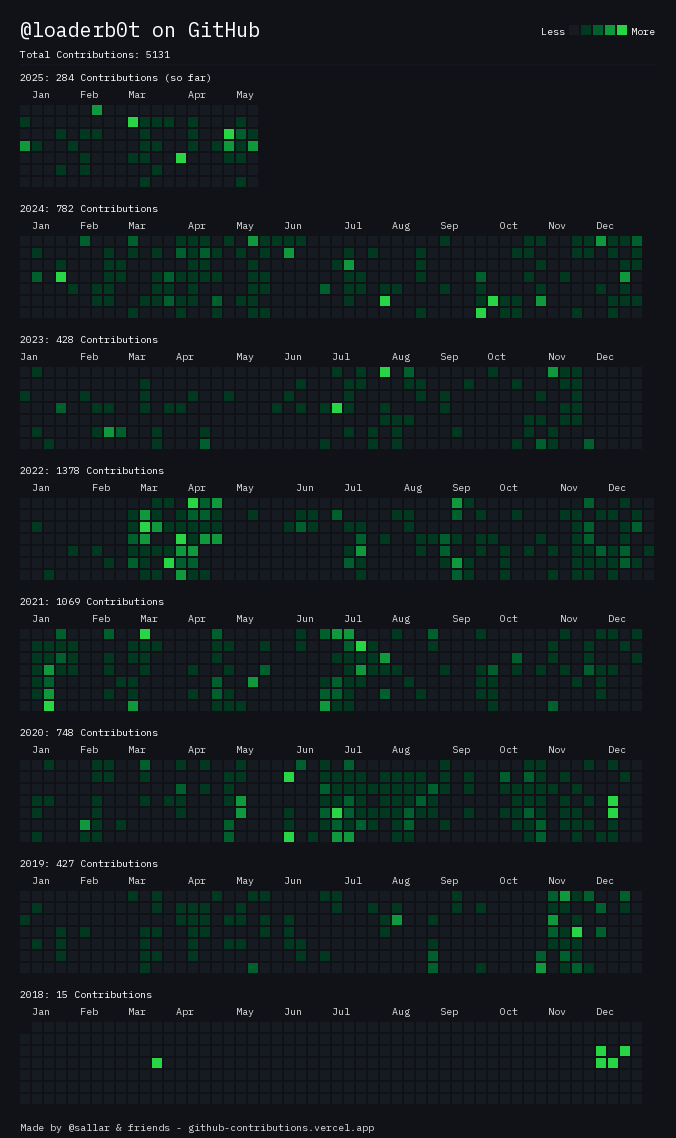 @loaderb0t on GitHub
Less More
Total Contributions: 5131
2025: 284 Contributions (so far)
Jan Feb Mar Apr May
2024: 782 Contributions
Jan Feb Mar Apr May Jun Jul Aug Sep Oct Nov Dec
2023: 428 Contributions
Jan Feb Mar Apr May Jun Jul Aug Sep Oct Nov Dec
2022: 1378 Contributions
Jan Feb Mar Apr May Jun Jul Aug Sep Oct Nov Dec
2021: 1069 Contributions
Jan Feb Mar Apr May Jun Jul Aug Sep Oct Nov Dec
2020: 748 Contributions
Jan Feb Mar Apr May Jun Jul Aug Sep Oct Nov Dec
2019: 427 Contributions
Jan Feb Mar Apr May Jun Jul Aug Sep Oct Nov Dec
2018: 15 Contributions
Jan Feb Mar Apr May Jun Jul Aug Sep Oct Nov Dec
Made by @sallar & friends - github-contributions.vercel.app